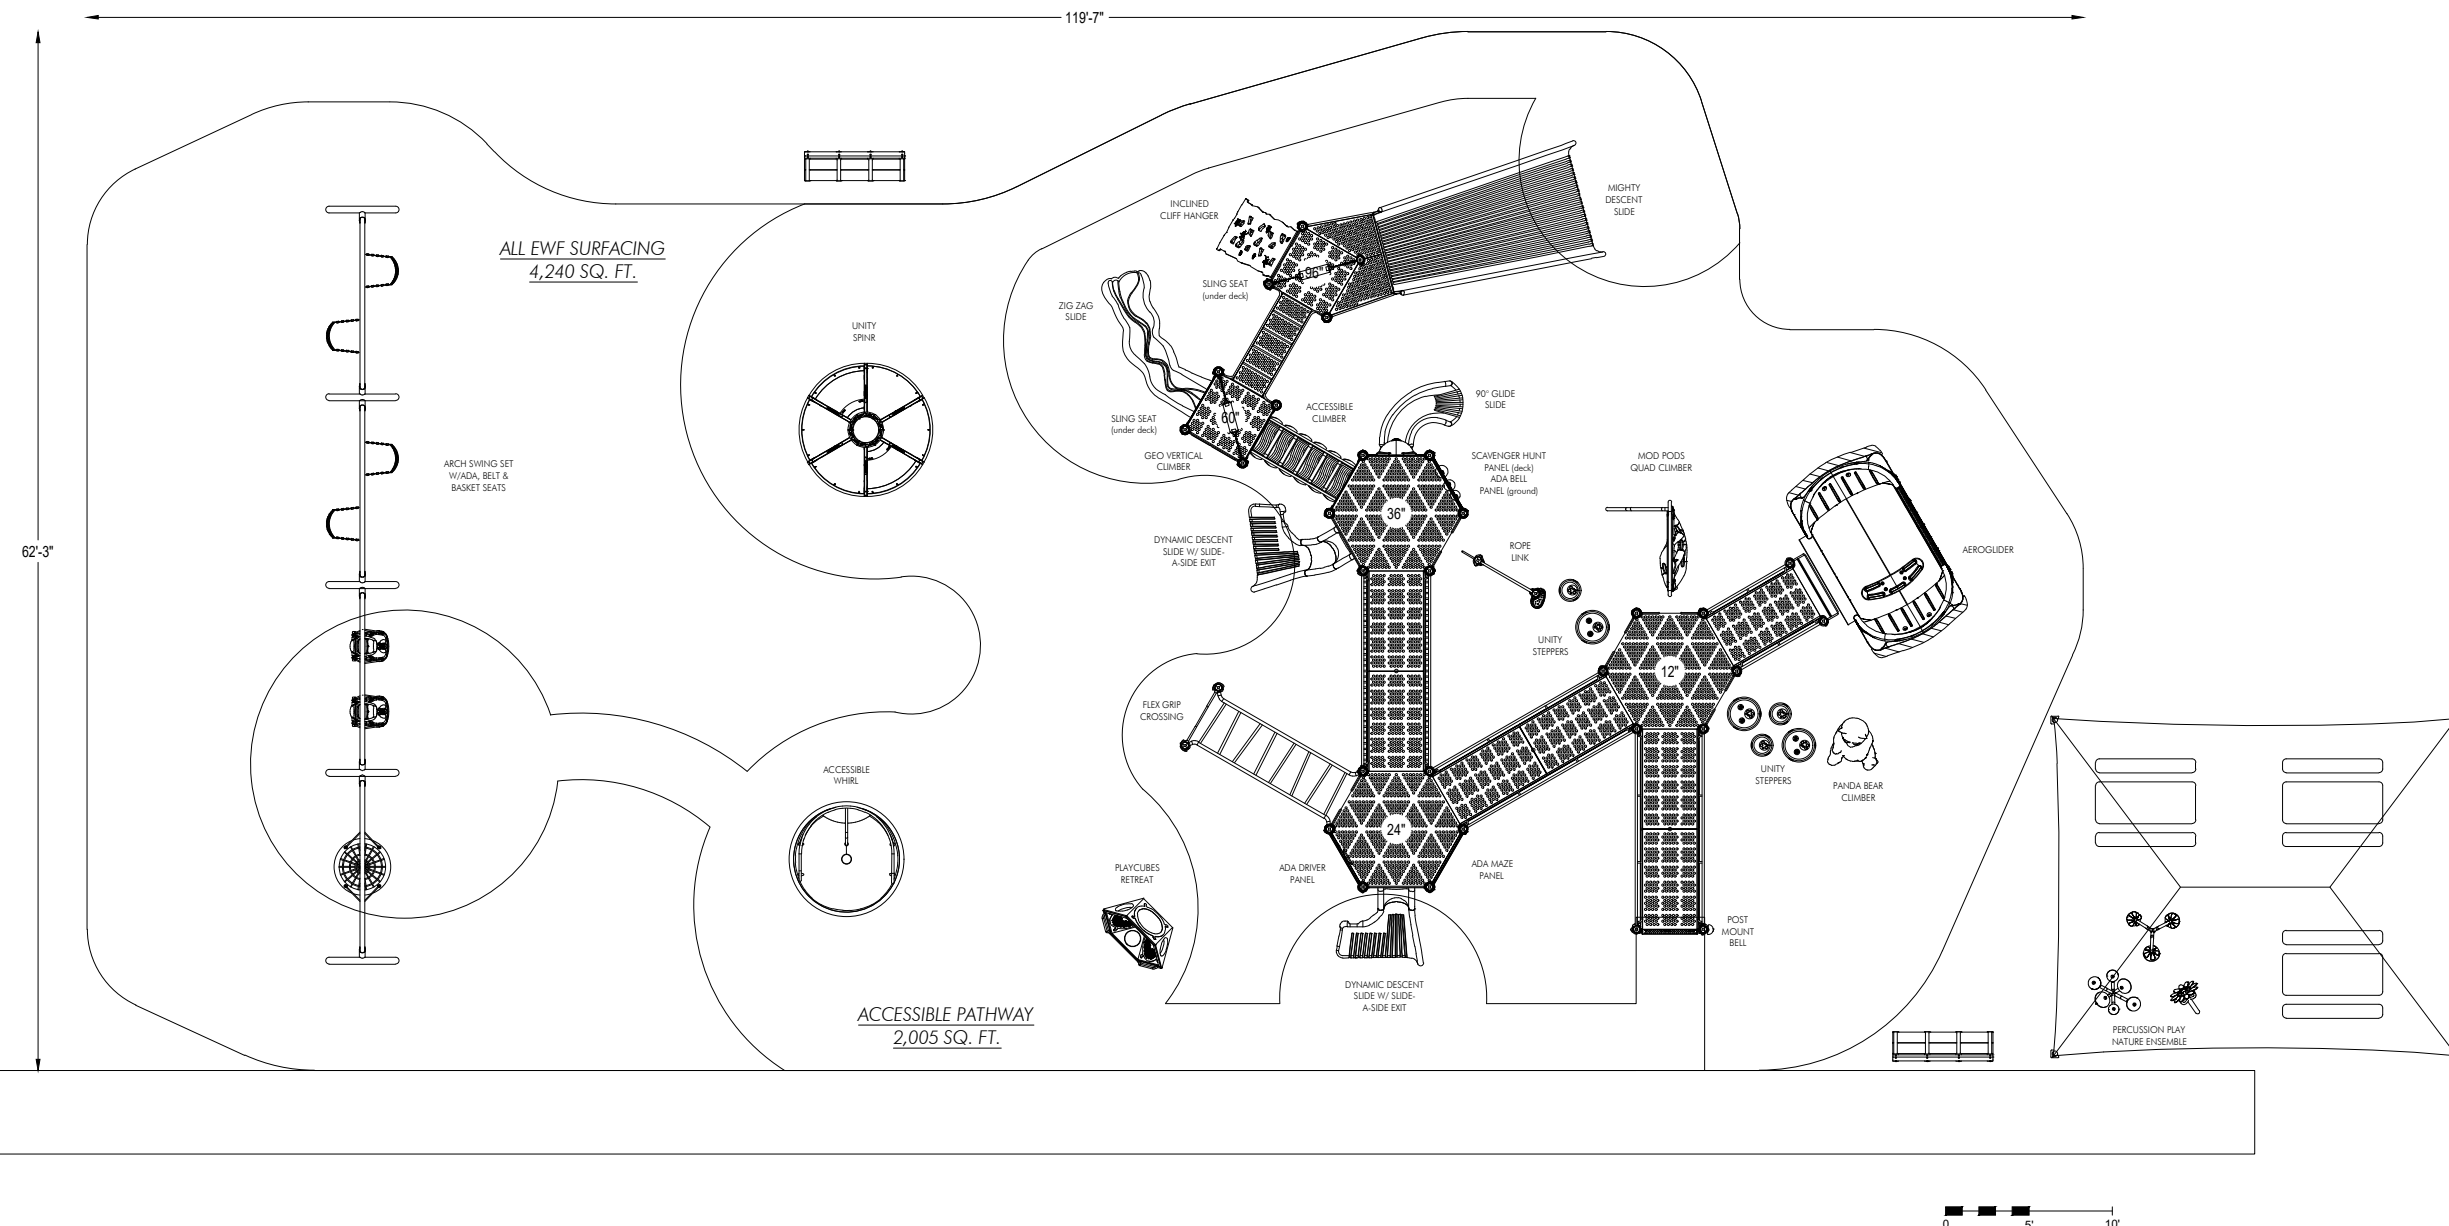 119'-7"
62'-3"
ALL EWF SURFACING
4,240 SQ. FT.
ARCH SWING SET
W/ADA, BELT &
BASKET SEATS
UNITY
SPINR
ACCESSIBLE
WHIRL
ACCESSIBLE PATHWAY
2,005 SQ. FT.
INCLINED
CLIFF HANGER
MIGHTY
DESCENT
SLIDE
SLING SEAT
(under deck)
96"
ZIG ZAG
SLIDE
SLING SEAT
(under deck)
60"
ACCESSIBLE
CLIMBER
90° GLIDE
SLIDE
GEO VERTICAL
CLIMBER
SCAVENGER HUNT
PANEL (deck)
ADA BELL
PANEL (ground)
MOD PODS
QUAD CLIMBER
36"
DYNAMIC DESCENT
SLIDE W/ SLIDE-
A-SIDE EXIT
ROPE
LINK
AEROGLIDER
UNITY
STEPPERS
12"
FLEX GRIP
CROSSING
UNITY
STEPPERS
PANDA BEAR
CLIMBER
24"
PLAYCUBES
RETREAT
ADA DRIVER
PANEL
ADA MAZE
PANEL
POST
MOUNT
BELL
DYNAMIC DESCENT
SLIDE W/ SLIDE-
A-SIDE EXIT
PERCUSSION PLAY
NATURE ENSEMBLE
0 5' 10'